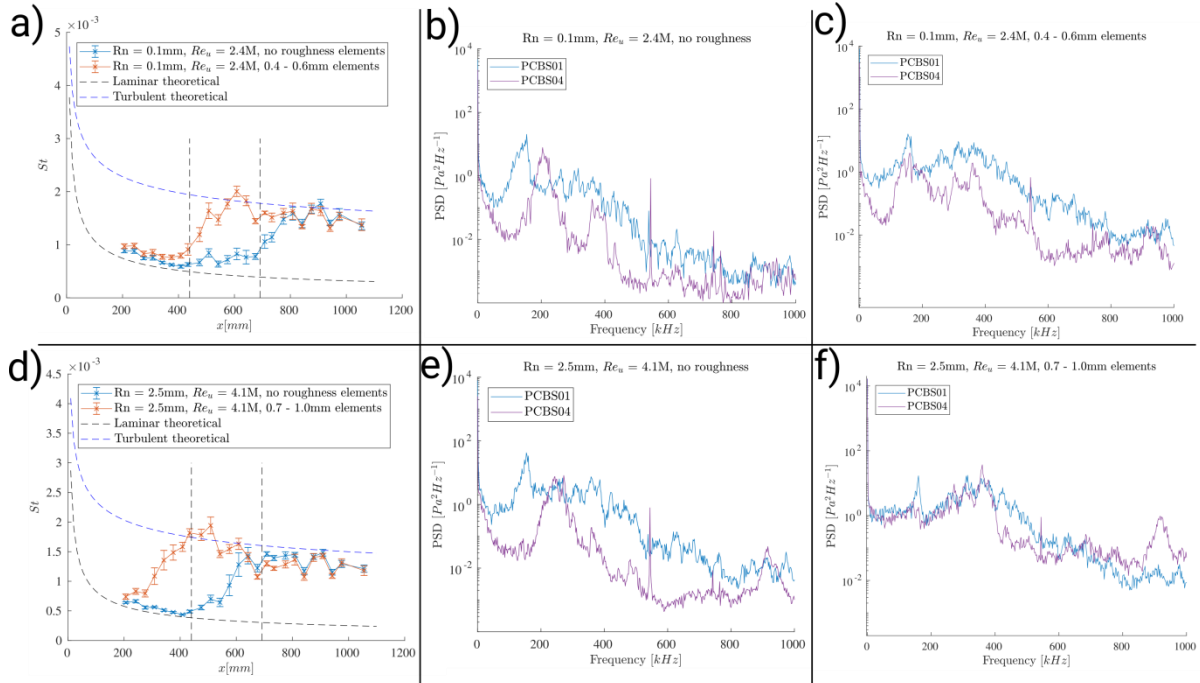 a)
×10⁻³
5
4
3
2
1
0
St
Rn = 0.1mm, Reᵤ = 2.4M, no roughness elements
Rn = 0.1mm, Reᵤ = 2.4M, 0.4 - 0.6mm elements
Laminar theoretical
Turbulent theoretical
0 200 400 600 800 1000 1200
x[mm]
b)
Rn = 0.1mm, Reᵤ = 2.4M, no roughness
PCBS01
PCBS04
10⁴
10²
10⁰
10⁻²
PSD [Pa²Hz⁻¹]
0 200 400 600 800 1000
Frequency [kHz]
c)
Rn = 0.1mm, Reᵤ = 2.4M, 0.4 - 0.6mm elements
PCBS01
PCBS04
10⁴
10²
10⁰
10⁻²
PSD [Pa²Hz⁻¹]
0 200 400 600 800 1000
Frequency [kHz]
d)
×10⁻³
4.5
4
3.5
3
2.5
2
1.5
1
0.5
0
St
Rn = 2.5mm, Reᵤ = 4.1M, no roughness elements
Rn = 2.5mm, Reᵤ = 4.1M, 0.7 - 1.0mm elements
Laminar theoretical
Turbulent theoretical
0 200 400 600 800 1000 1200
x[mm]
e)
Rn = 2.5mm, Reᵤ = 4.1M, no roughness
PCBS01
PCBS04
10⁴
10²
10⁰
10⁻²
PSD [Pa²Hz⁻¹]
0 200 400 600 800 1000
Frequency [kHz]
f)
Rn = 2.5mm, Reᵤ = 4.1M, 0.7 - 1.0mm elements
PCBS01
PCBS04
10⁴
10²
10⁰
10⁻²
PSD [Pa²Hz⁻¹]
0 200 400 600 800 1000
Frequency [kHz]